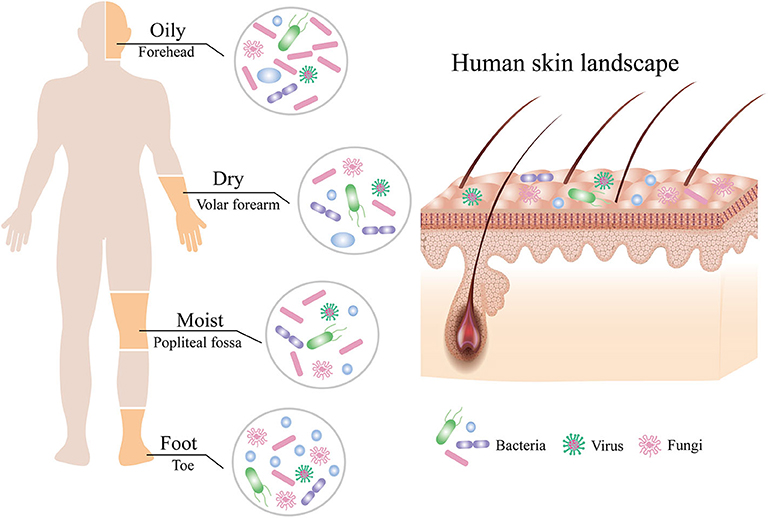 Oily
Forehead
Human skin landscape
Dry
Volar forearm
Moist
Popliteal fossa
Foot
Toe
Bacteria
Virus
Fungi